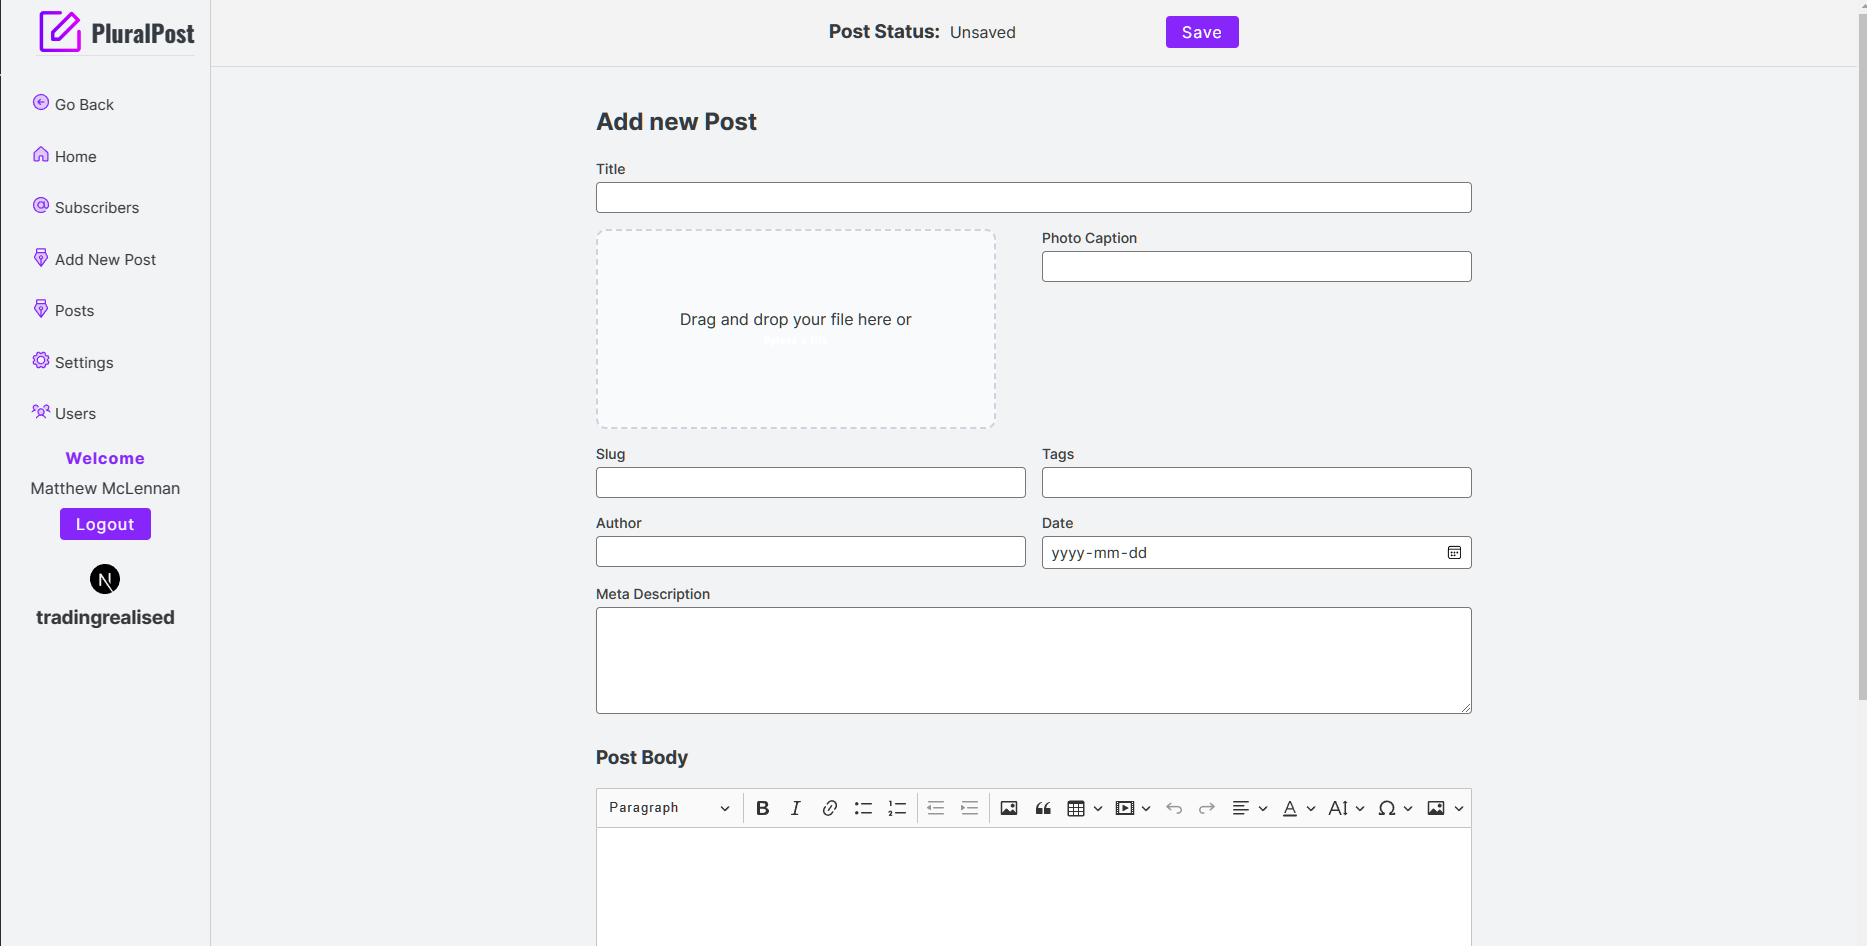 PluralPost
Post Status: Unsaved
Save
Go Back
Home
Subscribers
Add New Post
Posts
Settings
Users
Welcome
Matthew McLennan
Logout
N
tradingrealised
Add new Post
Title
Drag and drop your file here or
Upload a file
Photo Caption
Slug
Tags
Author
Date
yyyy-mm-dd
Meta Description
Post Body
Paragraph